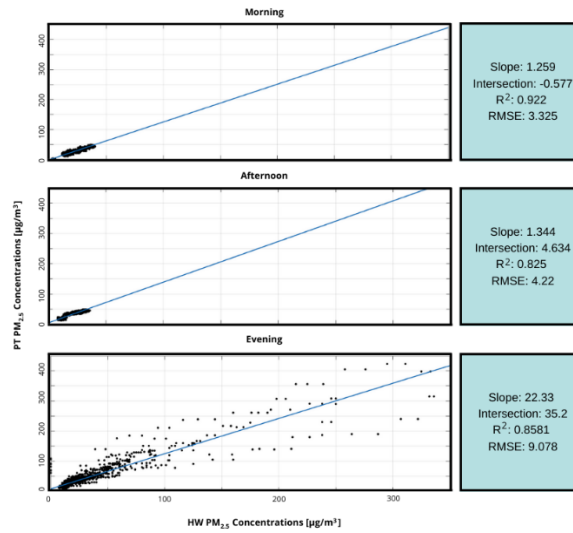 Morning
400
300
200
100
0
Slope: 1.259
Intersection: -0.577
R²: 0.922
RMSE: 3.325
Afternoon
400
300
200
100
0
Slope: 1.344
Intersection: 4.634
R²: 0.825
RMSE: 4.22
PT PM2.5 Concentrations [µg/m³]
Evening
400
300
200
100
0
0 100 200 300
Slope: 22.33
Intersection: 35.2
R²: 0.8581
RMSE: 9.078
HW PM2.5 Concentrations [µg/m³]